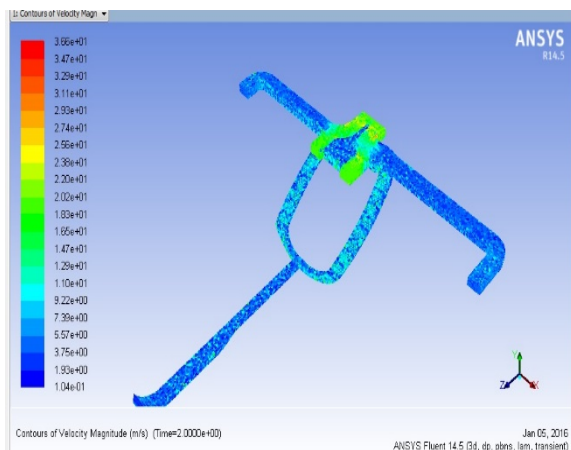 1: Contours of Velocity Magn
ANSYS
R14.5
3.66e+01
3.47e+01
3.29e+01
3.11e+01
2.93e+01
2.74e+01
2.56e+01
2.38e+01
2.20e+01
2.02e+01
1.83e+01
1.65e+01
1.47e+01
1.29e+01
1.10e+01
9.22e+00
7.39e+00
5.57e+00
3.75e+00
1.93e+00
1.04e-01
Y
Z
X
Contours of Velocity Magnitude (m/s) (Time=2.0000e+00)
Jan 05, 2016
ANSYS Fluent 14.5 (3d, dp, pbns, lam, transient)